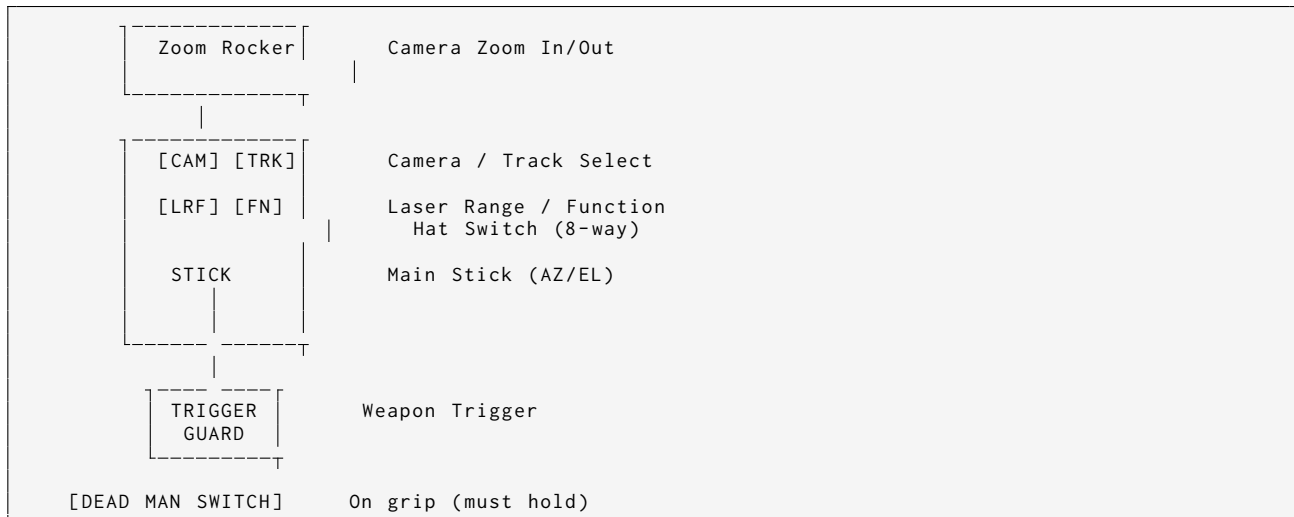 Zoom Rocker Camera Zoom In/Out
[CAM] [TRK] Camera / Track Select
[LRF] [FN] Laser Range / Function
Hat Switch (8-way)
STICK Main Stick (AZ/EL)
TRIGGER Weapon Trigger
GUARD
[DEAD MAN SWITCH] On grip (must hold)